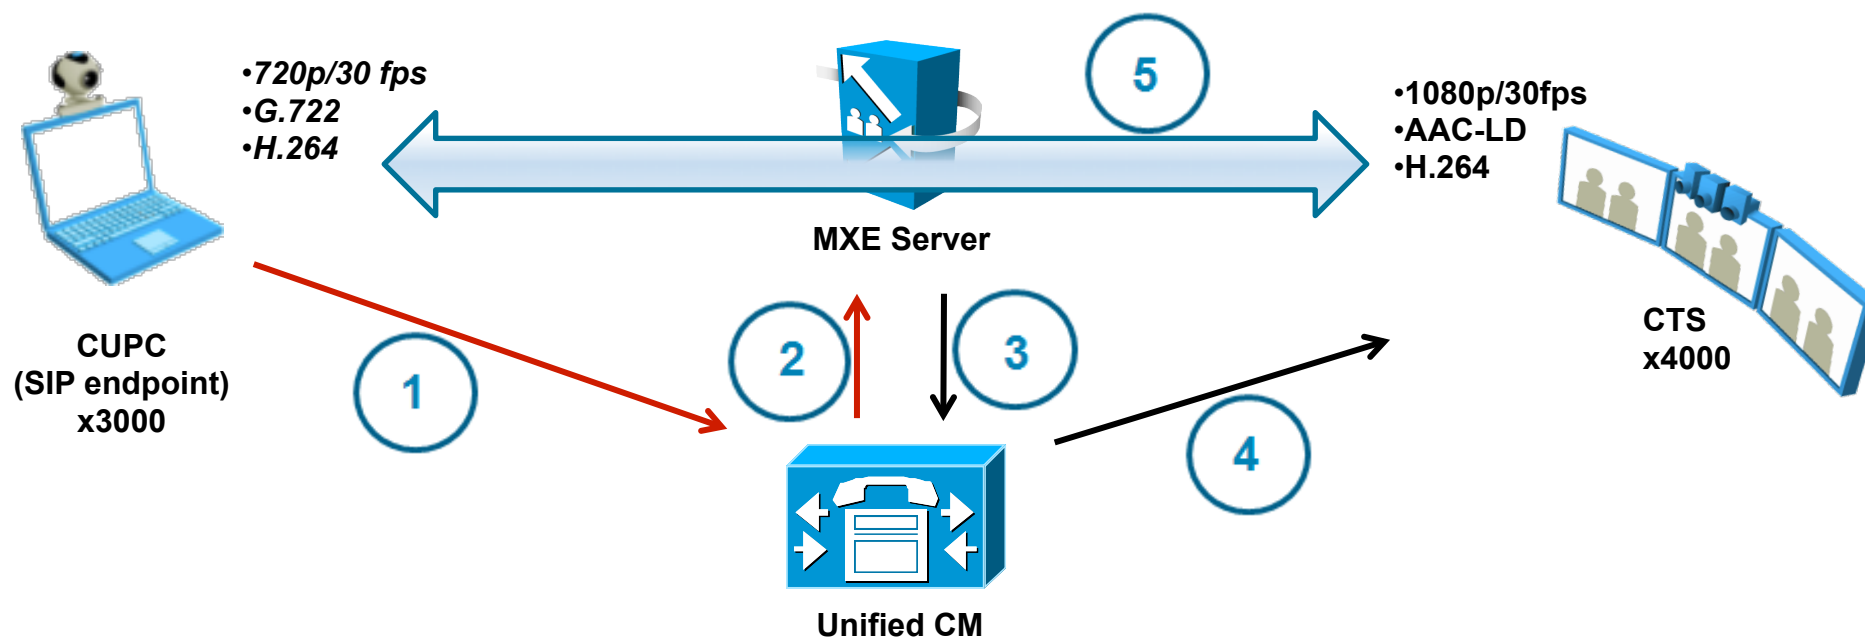 •720p/30 fps
•G.722
•H.264
5
•1080p/30fps
•AAC-LD
•H.264
MXE Server
CUPC
(SIP endpoint)
x3000
1
2
3
4
CTS
x4000
Unified CM